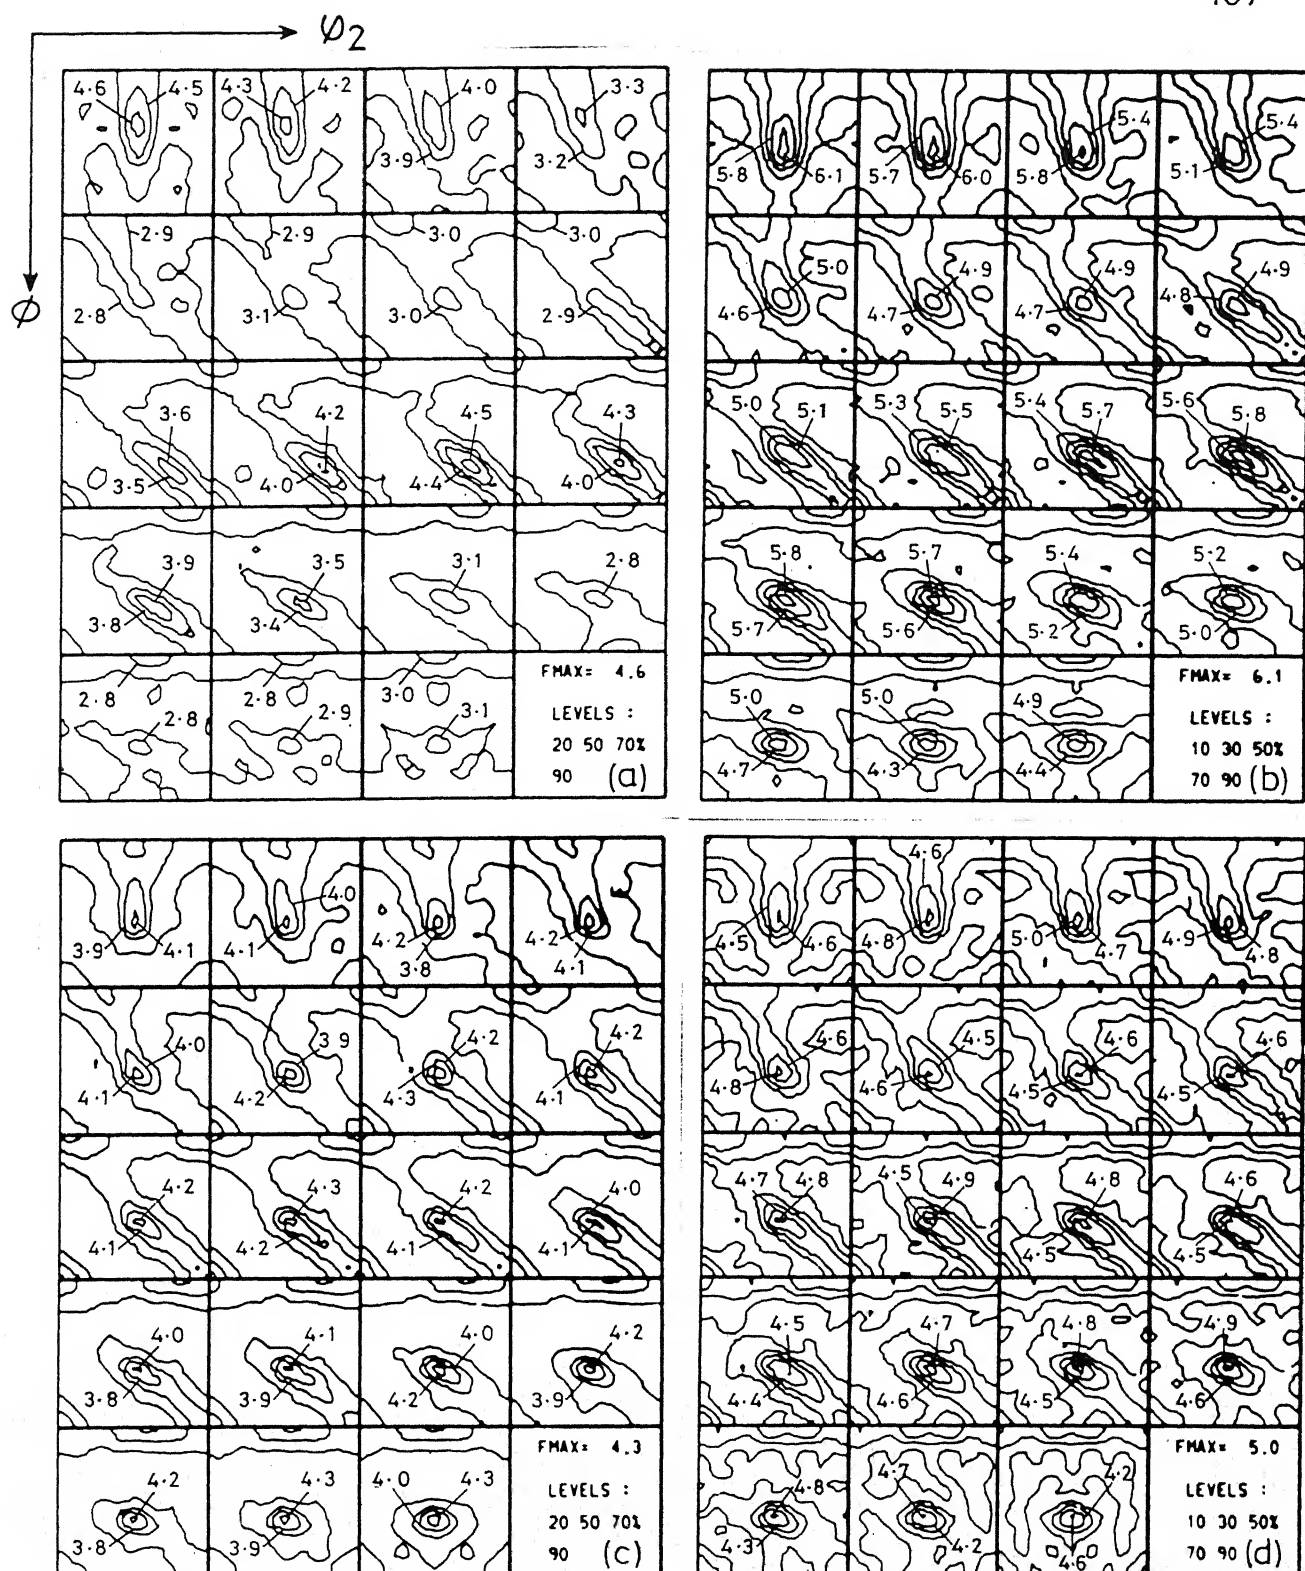 φ2
ϕ
4.6 4.5 4.3 4.2 4.0 3.3
3.9 3.2
2.9 2.9 3.0 3.0
2.8 3.1 3.0 2.9
3.6 4.2 4.5 4.3
3.5 4.0 4.4 4.0
3.9 3.5 3.1 2.8
3.8 3.4
2.8 2.8 3.0
2.8 2.9 3.1
FMAX= 4.6
LEVELS :
20 50 70%
90 (a)
5.4 5.4
5.8 6.1 5.7 6.0 5.8 5.1
5.0 4.9 4.9 4.9
4.6 4.7 4.7 4.8
5.0 5.1 5.3 5.5 5.4 5.7 5.6 5.8
5.8 5.7 5.4 5.2
5.7 5.6 5.2 5.0
5.0 5.0 4.9
4.7 4.3 4.4
FMAX= 6.1
LEVELS :
10 30 50%
70 90 (b)
4.0
3.9 4.1 4.1 4.2 4.2
3.8 4.1
4.0 3.9 4.2 4.2
4.1 4.2 4.3 4.1
4.2 4.3 4.2 4.0
4.1 4.2 4.1 4.1
4.0 4.1 4.0 4.2
3.8 3.9 4.2 3.9
4.2 4.3 4.0 4.3
3.8 3.9
FMAX= 4.3
LEVELS :
20 50 70%
90 (c)
4.6
4.5 4.6 4.8 5.0 4.7 4.9 4.8
4.6 4.5 4.6 4.6
4.8 4.6 4.5 4.5
4.7 4.8 4.5 4.9 4.8 4.6
4.5 4.5
4.5 4.7 4.8 4.9
4.4 4.6 4.5 4.6
4.8 4.7 4.2
4.3 4.2 4.6
FMAX= 5.0
LEVELS :
10 30 50%
70 90 (d)